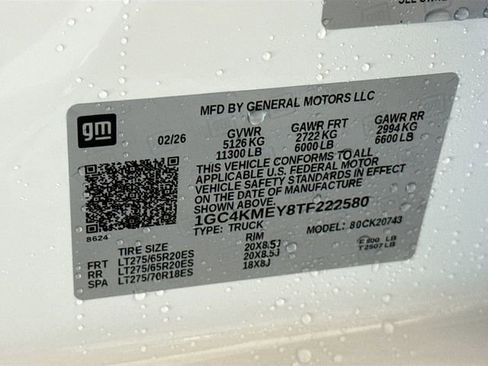 MFD BY GENERAL MOTORS LLC
gm
02/26
GVWR
5126 KG
11300 LB
GAWR FRT
2722 KG
6000 LB
GAWR RR
2994 KG
6600 LB
THIS VEHICLE CONFORMS TO ALL
APPLICABLE U.S. FEDERAL MOTOR
VEHICLE SAFETY STANDARDS IN EFFECT
ON THE DATE OF MANUFACTURE
SHOWN ABOVE.
1GC4KMEY8TF222580
TYPE: TRUCK
MODEL:
8624
TIRE SIZE
RIM
FRT LT275/65R20ES 20X8.5J
RR LT275/65R20ES 20X8.5J
SPA LT275/70R18ES 18X8J